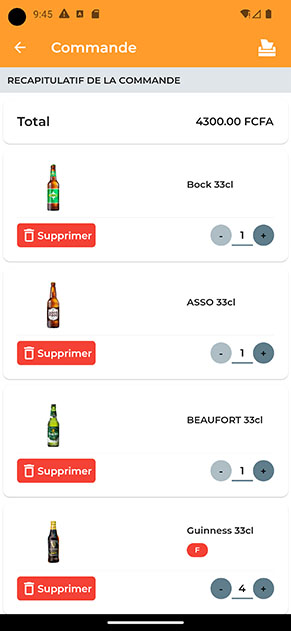 9:45
Commande
RECAPITULATIF DE LA COMMANDE
Total 4300.00 FCFA
Bock 33cl
Supprimer - 1 +
ASSO 33cl
Supprimer - 1 +
BEAUFORT 33cl
Supprimer - 1 +
Guinness 33cl
F
Supprimer - 4 +